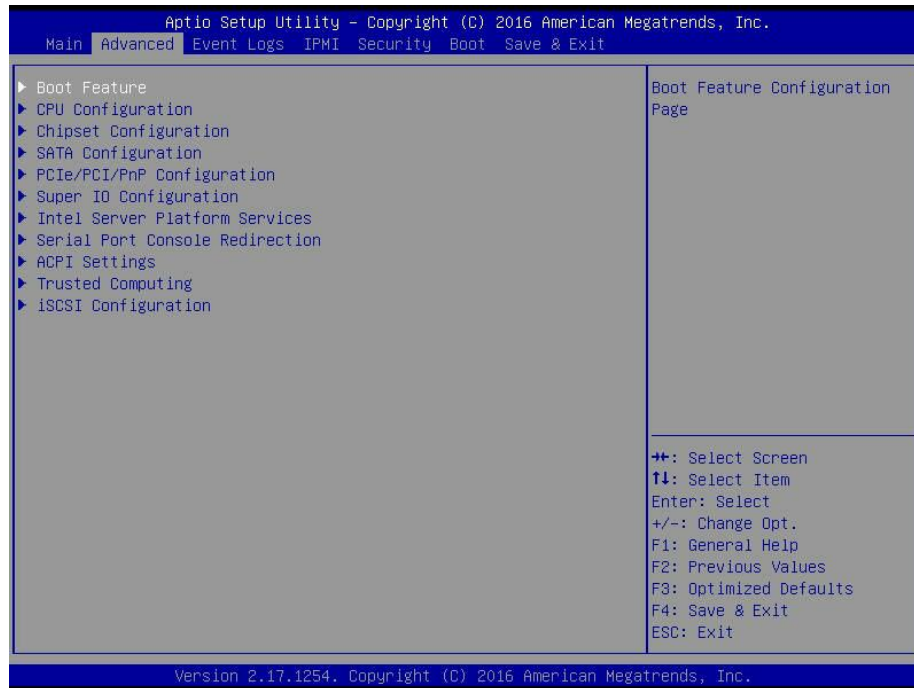 Aptio Setup Utility – Copyright (C) 2016 American Megatrends, Inc.
Main Advanced Event Logs IPMI Security Boot Save & Exit
▶ Boot Feature
▶ CPU Configuration
▶ Chipset Configuration
▶ SATA Configuration
▶ PCIe/PCI/PnP Configuration
▶ Super IO Configuration
▶ Intel Server Platform Services
▶ Serial Port Console Redirection
▶ ACPI Settings
▶ Trusted Computing
▶ iSCSI Configuration
Boot Feature Configuration
Page
→←: Select Screen
↑↓: Select Item
Enter: Select
+/-: Change Opt.
F1: General Help
F2: Previous Values
F3: Optimized Defaults
F4: Save & Exit
ESC: Exit
Version 2.17.1254. Copyright (C) 2016 American Megatrends, Inc.